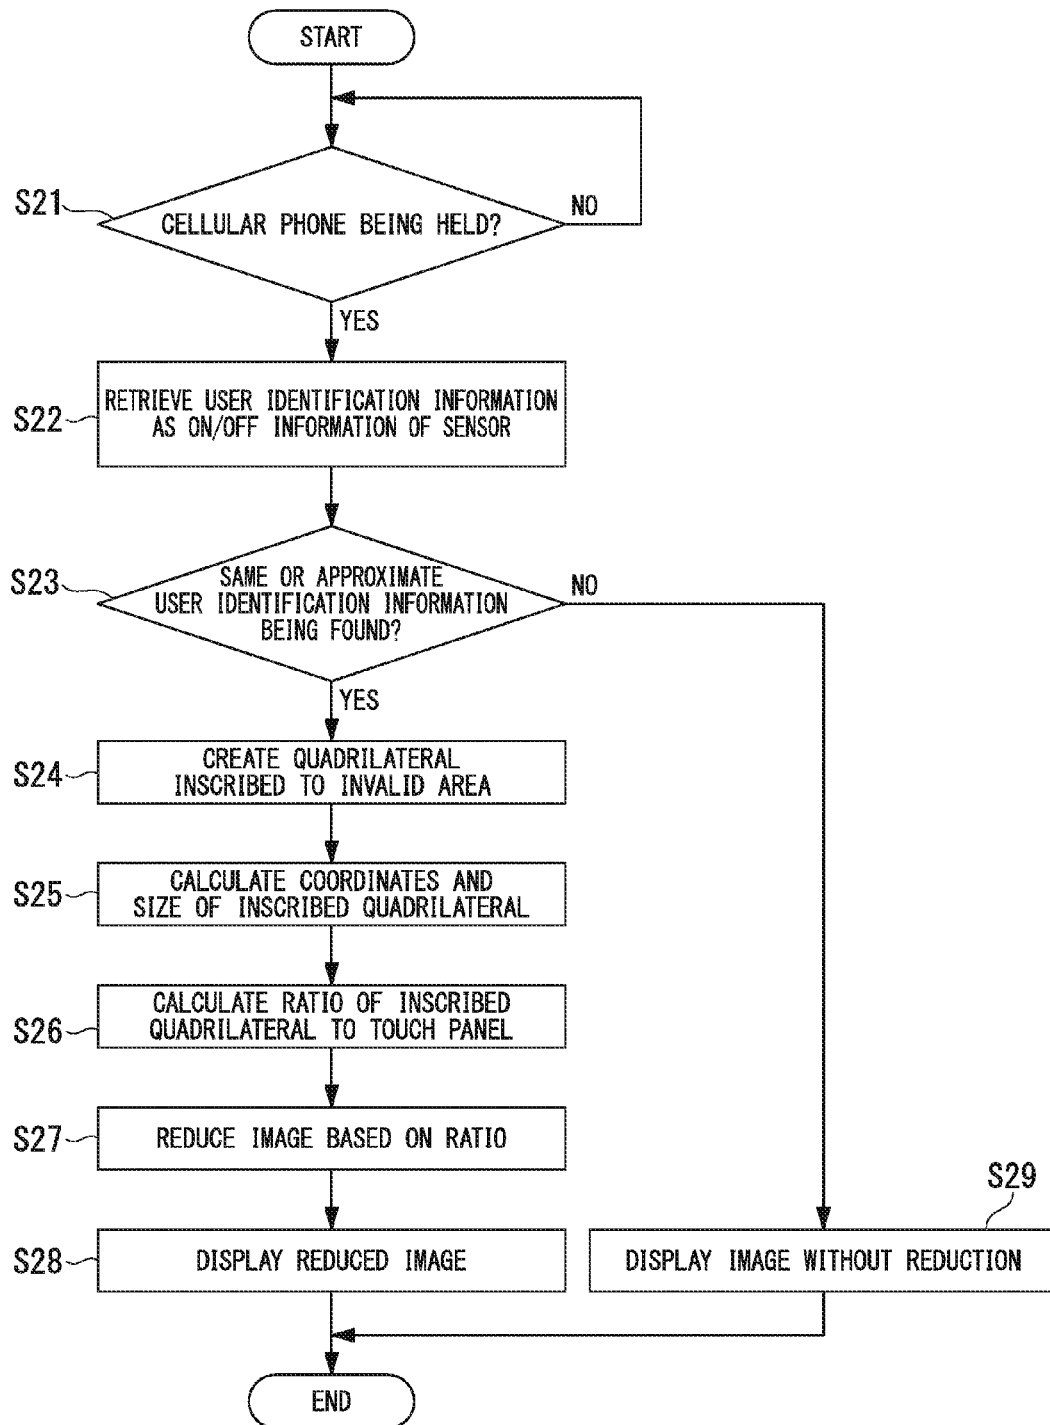 START
S21
CELLULAR PHONE BEING HELD?
NO
YES
S22
RETRIEVE USER IDENTIFICATION INFORMATION
AS ON/OFF INFORMATION OF SENSOR
S23
SAME OR APPROXIMATE
USER IDENTIFICATION INFORMATION
BEING FOUND?
NO
YES
S24
CREATE QUADRILATERAL
INSCRIBED TO INVALID AREA
S25
CALCULATE COORDINATES AND
SIZE OF INSCRIBED QUADRILATERAL
S26
CALCULATE RATIO OF INSCRIBED
QUADRILATERAL TO TOUCH PANEL
S27
REDUCE IMAGE BASED ON RATIO
S28
DISPLAY REDUCED IMAGE
S29
DISPLAY IMAGE WITHOUT REDUCTION
END